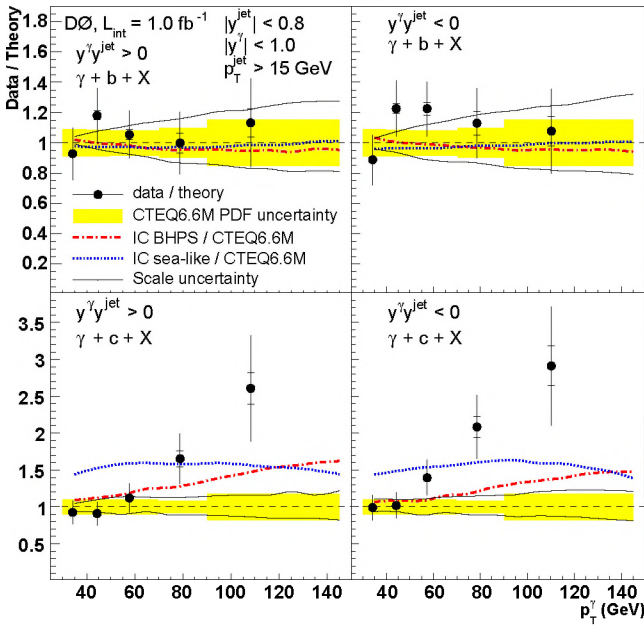 Data / Theory
1.8
1.6
1.4
1.2
1
0.8
0.6
0.4
0.2
DØ, L_int = 1.0 fb⁻¹
|y^jet| < 0.8
|y^γ| < 1.0
p_T^jet > 15 GeV
y^γ y^jet > 0
γ + b + X
data / theory
CTEQ6.6M PDF uncertainty
IC BHPS / CTEQ6.6M
IC sea-like / CTEQ6.6M
Scale uncertainty
y^γ y^jet < 0
γ + b + X
3.5
3
2.5
2
1.5
1
0.5
y^γ y^jet > 0
γ + c + X
y^γ y^jet < 0
γ + c + X
40 60 80 100 120 140
40 60 80 100 120 140
p_T^γ (GeV)